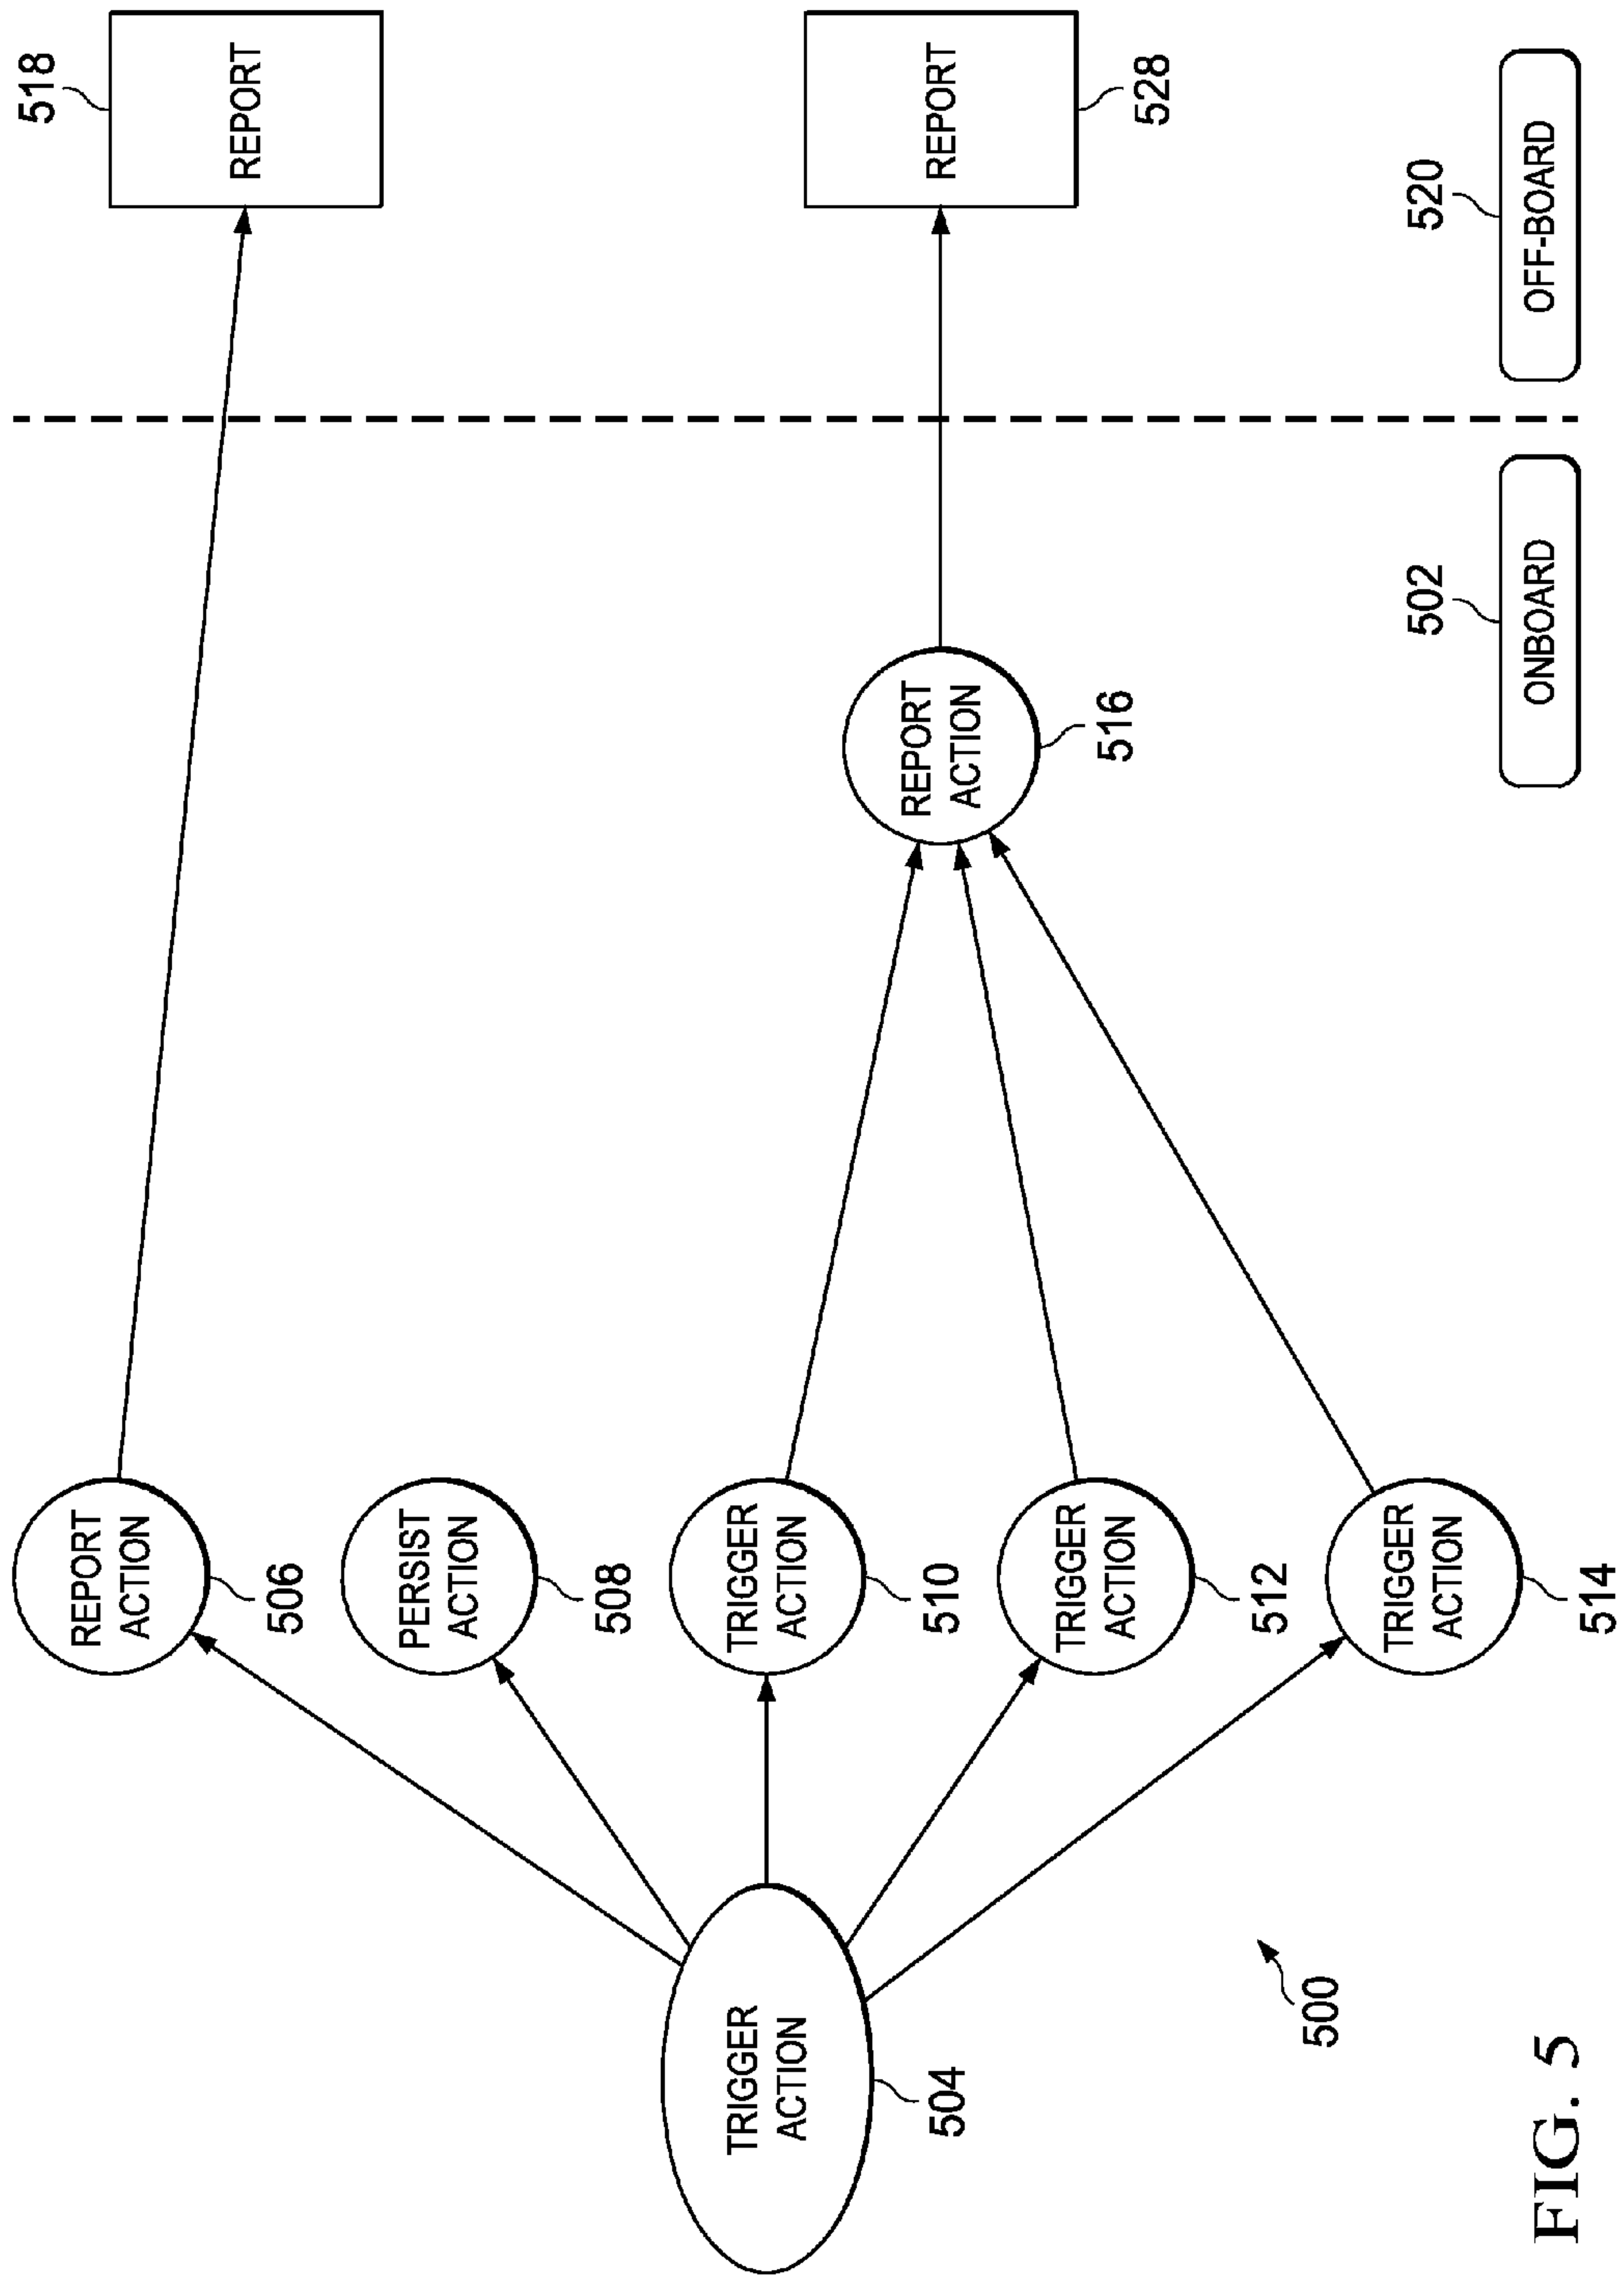 518
REPORT
REPORT
528
520
OFF-BOARD
502
ONBOARD
REPORT
ACTION
516
REPORT
ACTION
506
PERSIST
ACTION
508
TRIGGER
ACTION
510
TRIGGER
ACTION
512
TRIGGER
ACTION
514
TRIGGER
ACTION
504
500
FIG. 5